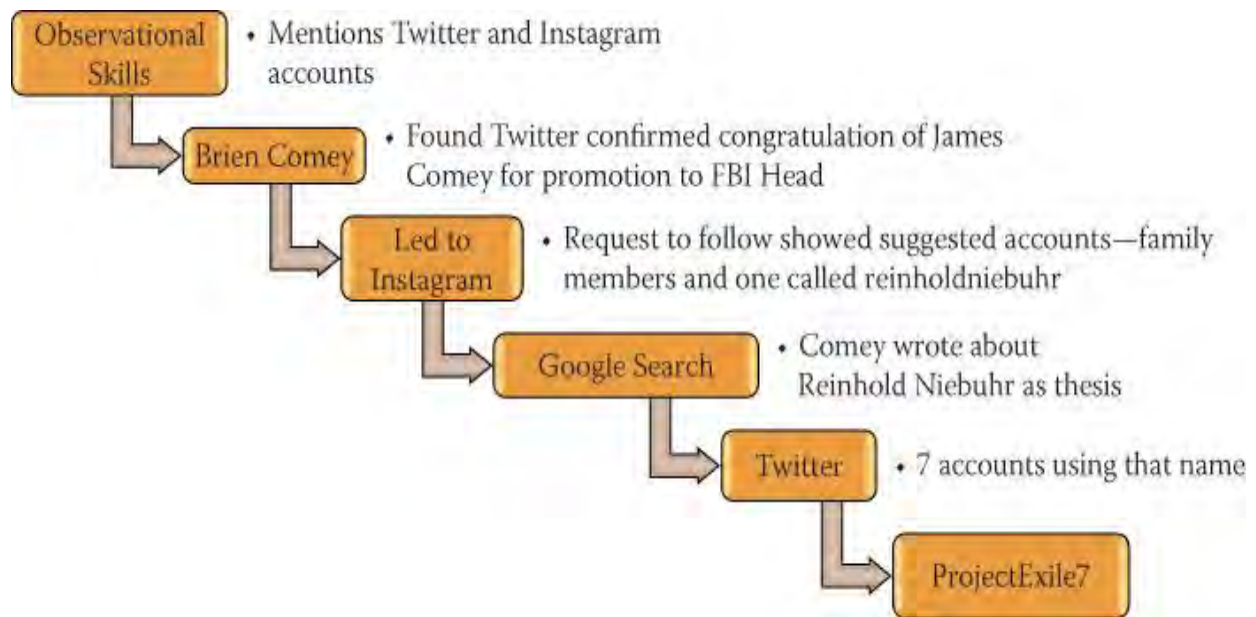 Observational
Skills
• Mentions Twitter and Instagram
accounts
Brien Comey
• Found Twitter confirmed congratulation of James
Comey for promotion to FBI Head
Led to
Instagram
• Request to follow showed suggested accounts—family
members and one called reinholdniebuhr
Google Search
• Comey wrote about
Reinhold Niebuhr as thesis
Twitter
• 7 accounts using that name
ProjectExile7